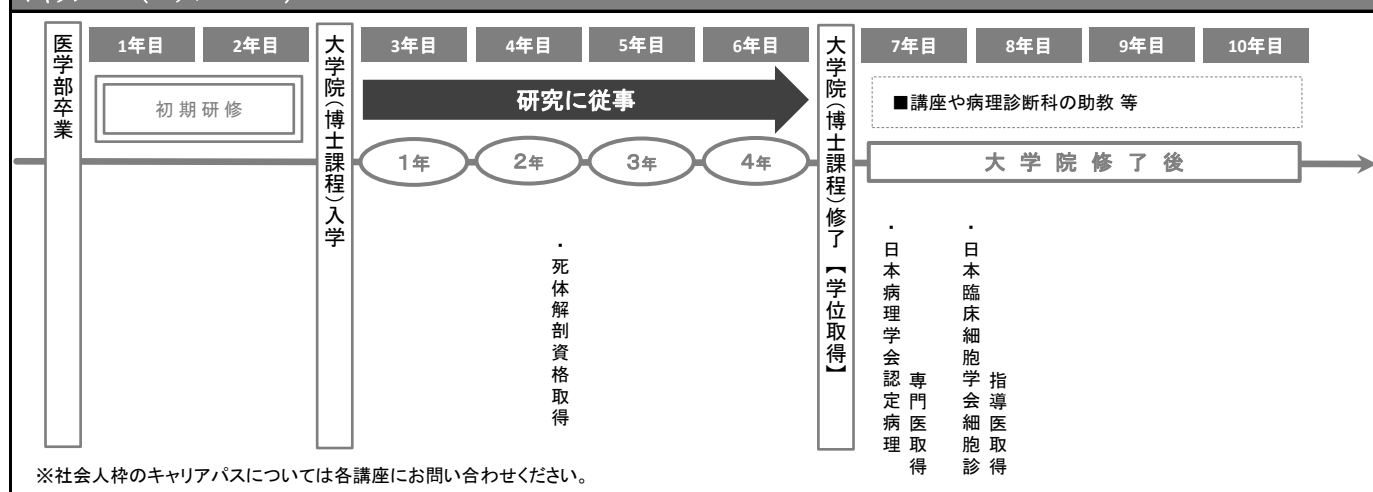 医学部卒業
1年目
2年目
初期研修
大学院（博士課程）入学
3年目
4年目
5年目
6年目
研究に従事
1年
2年
3年
4年
・死体解剖資格取得
大学院（博士課程）修了【学位取得】
7年目
8年目
9年目
10年目
■講座や病理診断科の助教 等
大学院修了後
・日本病理学会認定病理
専門医取得
・日本臨床細胞学会細胞診
指導医取得
※社会人枠のキャリアパスについては各講座にお問い合わせください。